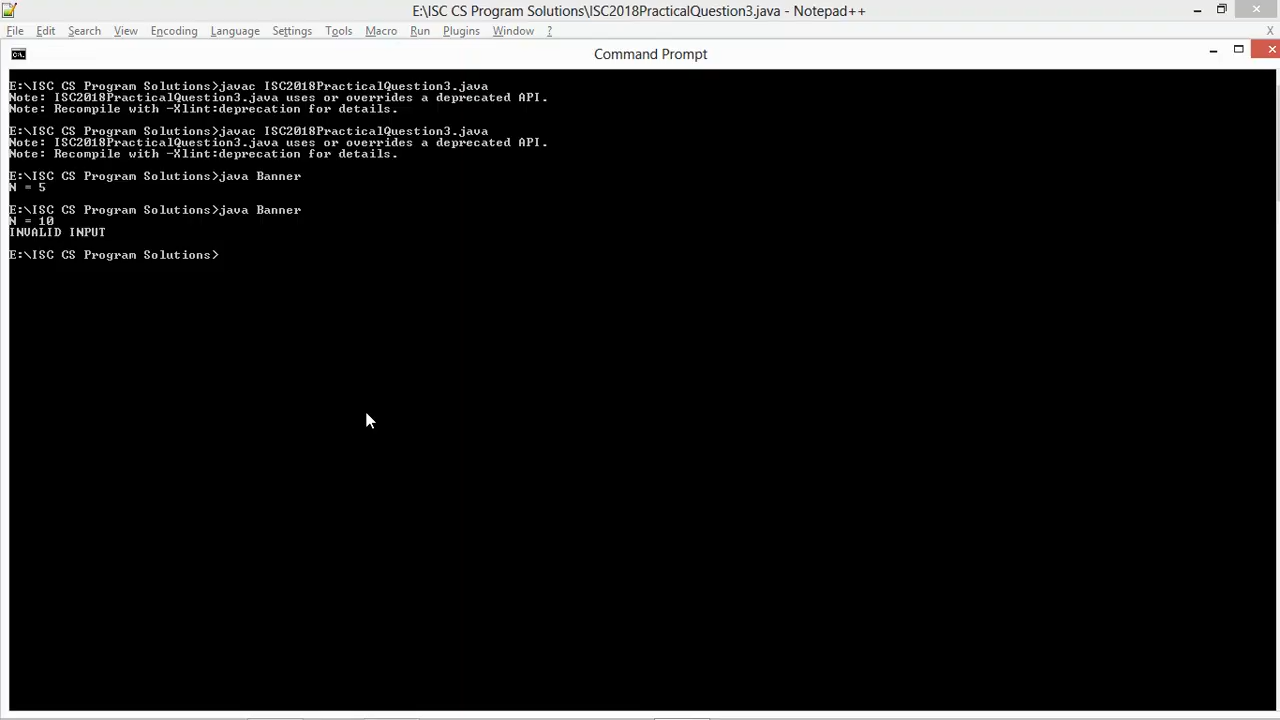 E:\ISC CS Program Solutions\ISC2018PracticalQuestion3.java - Notepad++
File Edit Search View Encoding Language Settings Tools Macro Run Plugins Window ? X
Command Prompt
E:\ISC CS Program Solutions>javac ISC2018PracticalQuestion3.java
Note: ISC2018PracticalQuestion3.java uses or overrides a deprecated API.
Note: Recompile with -Xlint:deprecation for details.
E:\ISC CS Program Solutions>javac ISC2018PracticalQuestion3.java
Note: ISC2018PracticalQuestion3.java uses or overrides a deprecated API.
Note: Recompile with -Xlint:deprecation for details.
E:\ISC CS Program Solutions>java Banner
N = 5
E:\ISC CS Program Solutions>java Banner
N = 10
INVALID INPUT
E:\ISC CS Program Solutions>